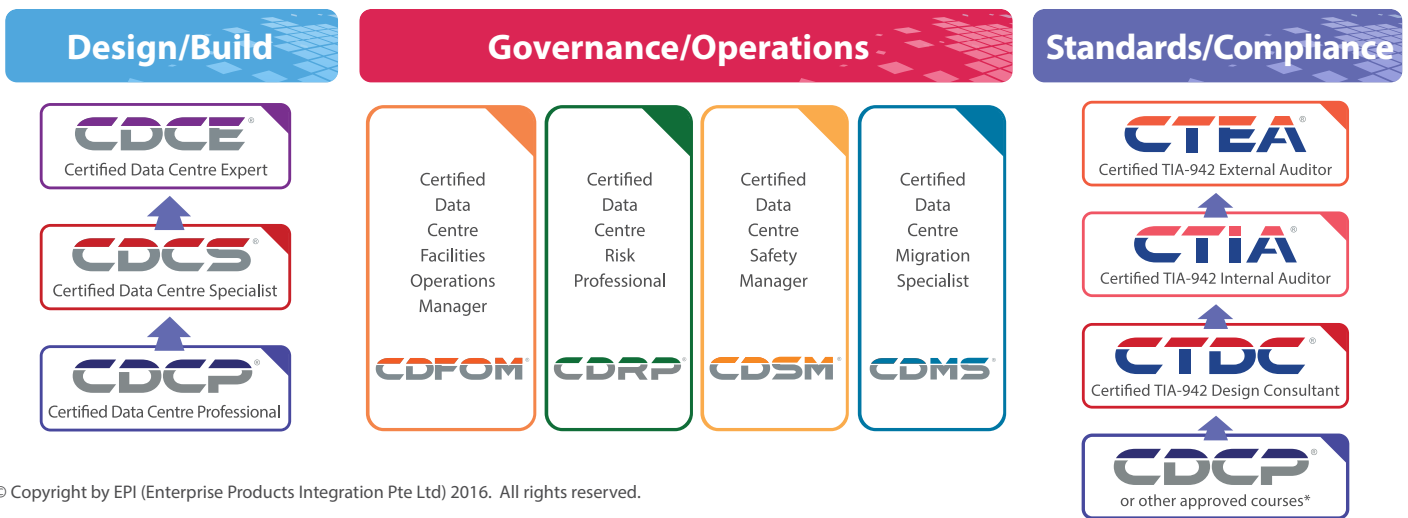 Design/Build
CDCE®
Certified Data Centre Expert
CDCS®
Certified Data Centre Specialist
CDCP®
Certified Data Centre Professional
Governance/Operations
Certified
Data
Centre
Facilities
Operations
Manager
CDFOM®
Certified
Data
Centre
Risk
Professional
CDRP®
Certified
Data
Centre
Safety
Manager
CDSM®
Certified
Data
Centre
Migration
Specialist
CDMS®
Standards/Compliance
CTEA®
Certified TIA-942 External Auditor
CTIA®
Certified TIA-942 Internal Auditor
CTDC®
Certified TIA-942 Design Consultant
CDCP®
or other approved courses*
© Copyright by EPI (Enterprise Products Integration Pte Ltd) 2016. All rights reserved.